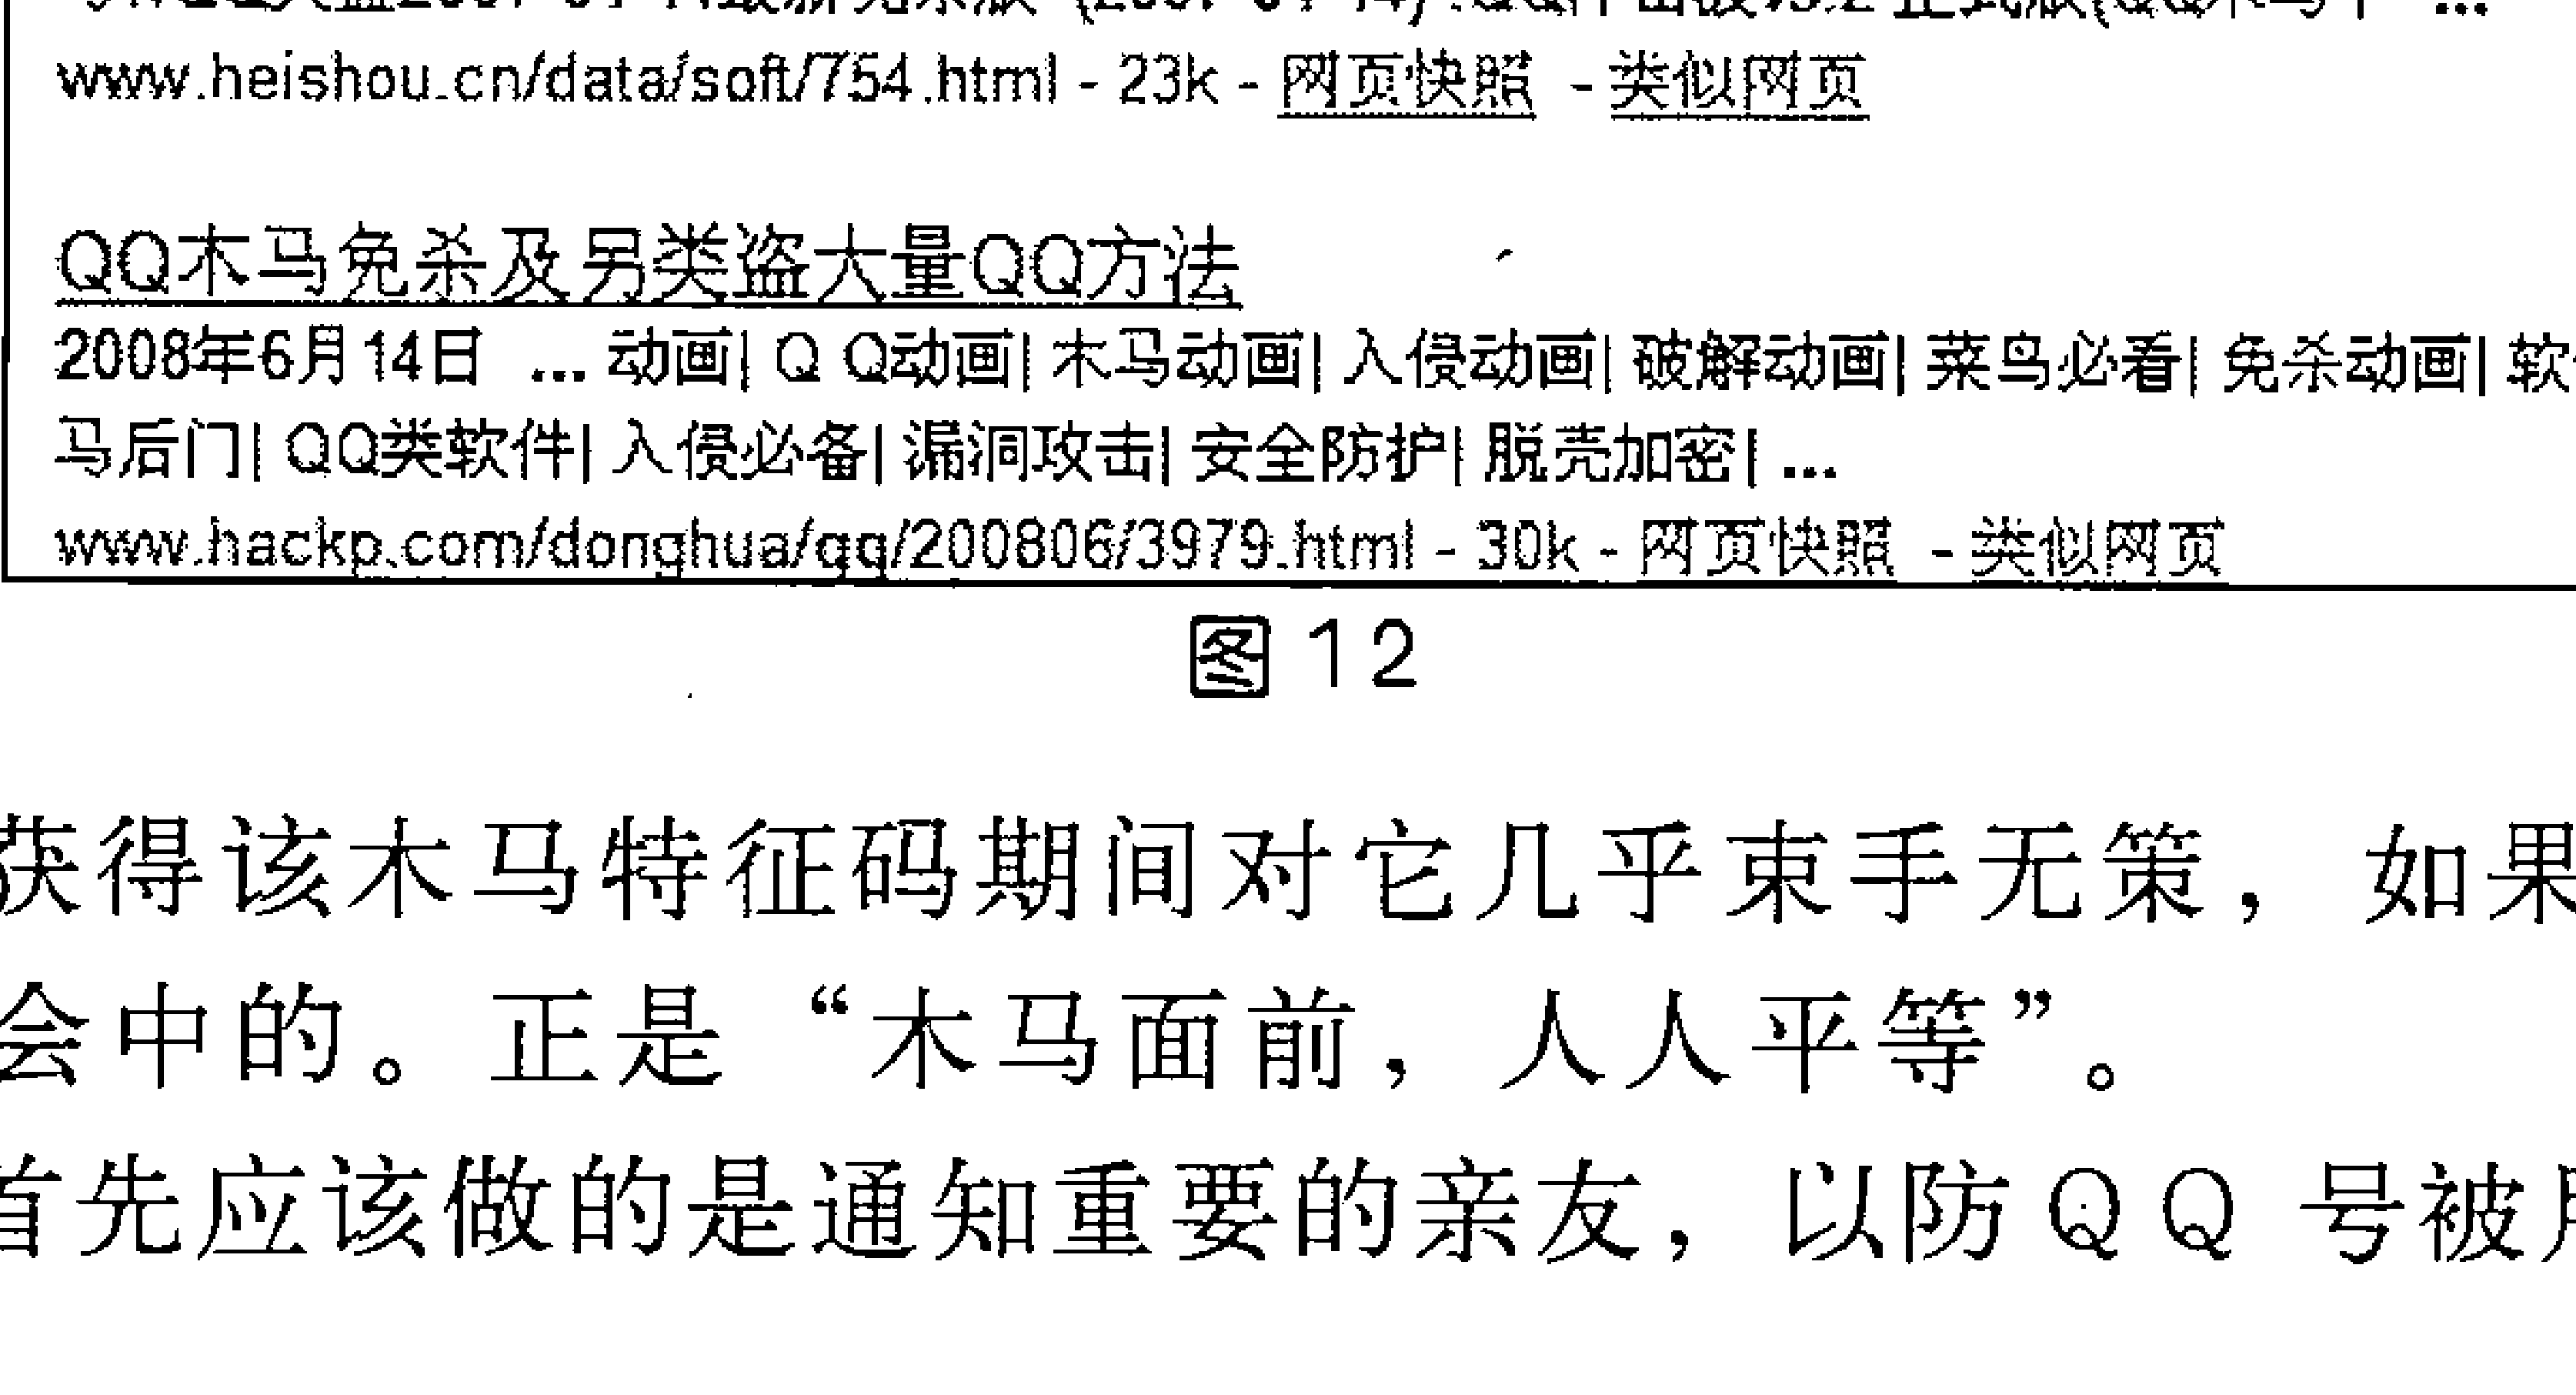 www.heishou.cn/data/soft/754.html - 23k - 网页快照 - 类似网页
QQ木马免杀及另类盗大量QQ方法
2008年6月14日 ... 动画| Q Q动画| 木马动画| 入侵动画| 破解动画| 菜鸟必看| 免杀动画| 软
马后门| QQ类软件| 入侵必备| 漏洞攻击| 安全防护| 脱壳加密| ...
www.hackp.com/donghua/qq/200806/3979.html - 30k - 网页快照 - 类似网页
图 12
获得该木马特征码期间对它几乎束手无策，如果
会中的。正是“木马面前，人人平等”。
首先应该做的是通知重要的亲友，以防QQ 号被